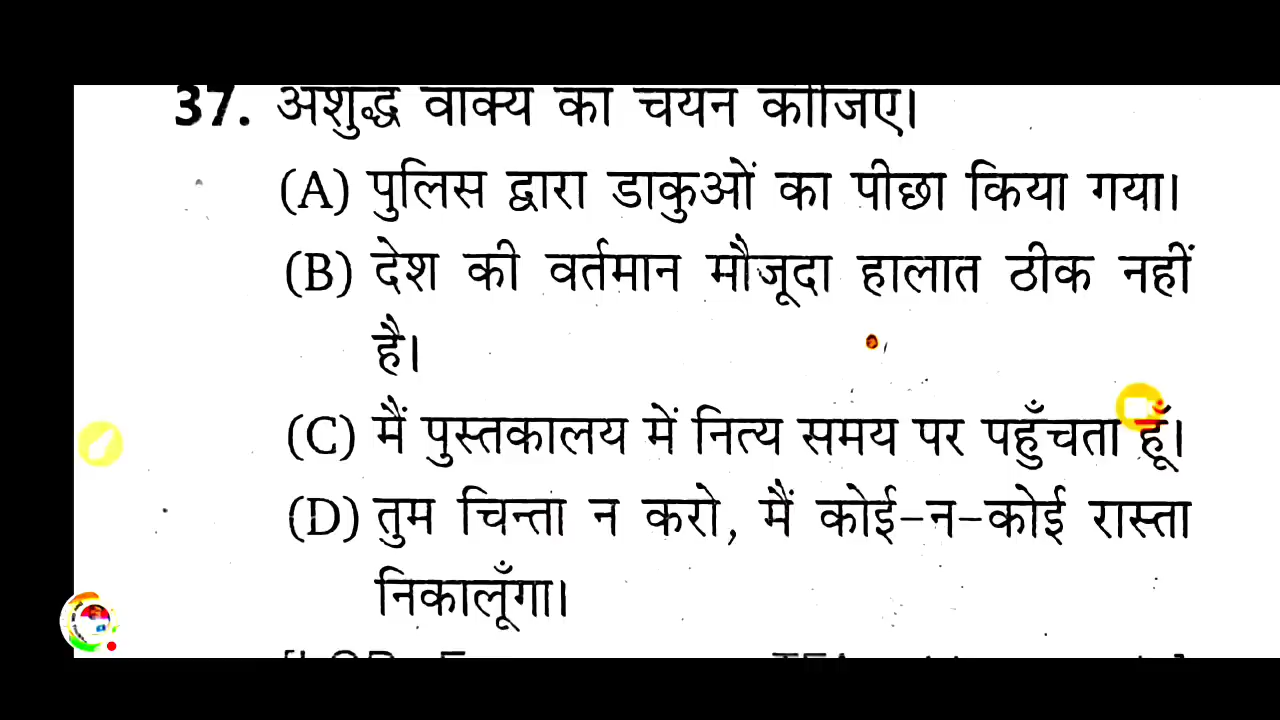 37. अशुद्ध वाक्य का चयन कीजिए।
(A) पुलिस द्वारा डाकुओं का पीछा किया गया।
(B) देश की वर्तमान मौजूदा हालात ठीक नहीं
है।
(C) मैं पुस्तकालय में नित्य समय पर पहुँचता हूँ।
(D) तुम चिन्ता न करो, मैं कोई-न-कोई रास्ता
निकालूँगा।